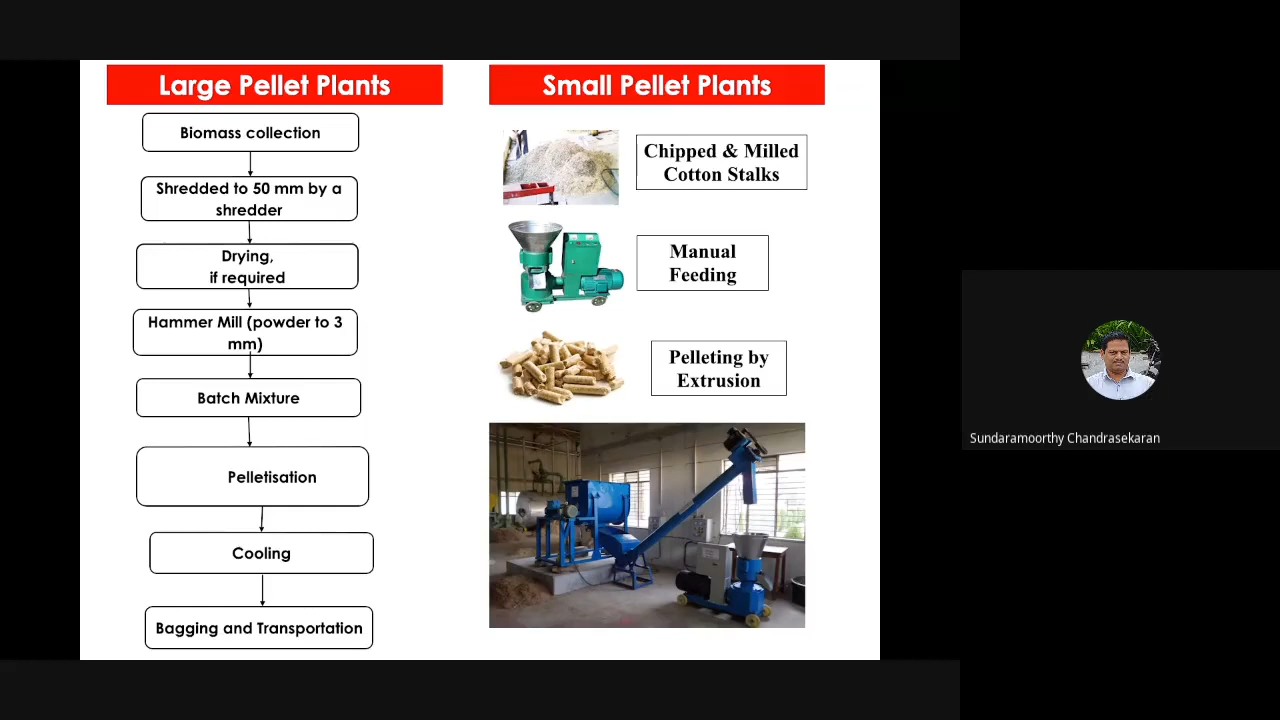 Large Pellet Plants
Biomass collection
Shredded to 50 mm by a
shredder
Drying,
if required
Hammer Mill (powder to 3
mm)
Batch Mixture
Pelletisation
Cooling
Bagging and Transportation
Small Pellet Plants
Chipped & Milled
Cotton Stalks
Manual
Feeding
Pelleting by
Extrusion
Sundaramoorthy Chandrasekaran